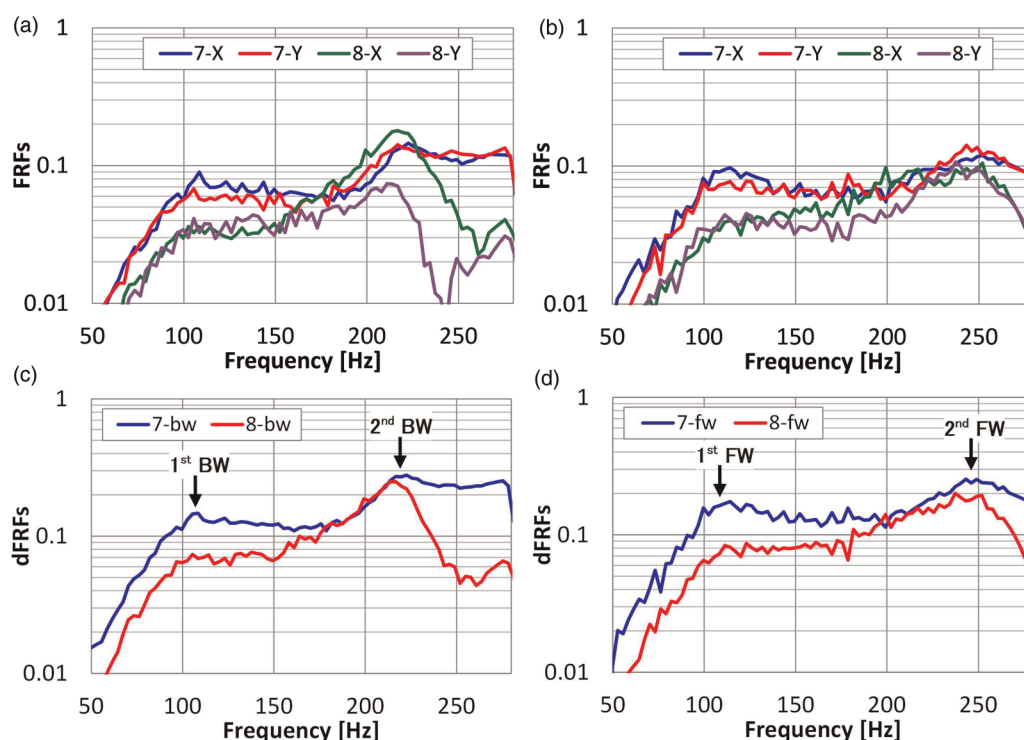 (a)
1
7-X 7-Y 8-X 8-Y
FRFs
0.1
0.01
50 100 150 200 250
Frequency [Hz]
(b)
1
7-X 7-Y 8-X 8-Y
FRFs
0.1
0.01
50 100 150 200 250
Frequency [Hz]
(c)
1
7-bw 8-bw
2nd BW
1st BW
dFRFs
0.1
0.01
50 100 150 200 250
Frequency [Hz]
(d)
1
7-fw 8-fw
2nd FW
1st FW
dFRFs
0.1
0.01
50 100 150 200 250
Frequency [Hz]